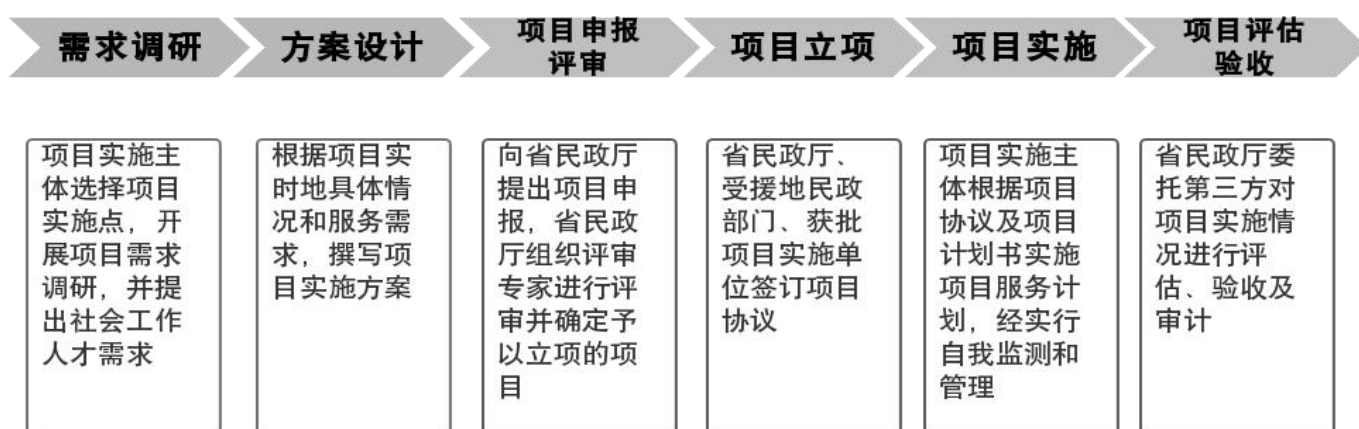 需求调研
方案设计
项目申报
评审
项目立项
项目实施
项目评估
验收
项目实施主
体选择项目
实施点，开
展项目需求
调研，并提
出社会工作
人才需求
根据项目实
时地具体情
况和服务需
求，撰写项
目实施方案
向省民政厅
提出项目申
报，省民政
厅组织评审
专家进行评
审并确定予
以立项的项
目
省民政厅、
受援地民政
部门、获批
项目实施单
位签订项目
协议
项目实施主
体根据项目
协议及项目
计划书实施
项目服务计
划，经实行
自我监测和
管理
省民政厅委
托第三方对
项目实施情
况进行评
估、验收及
审计